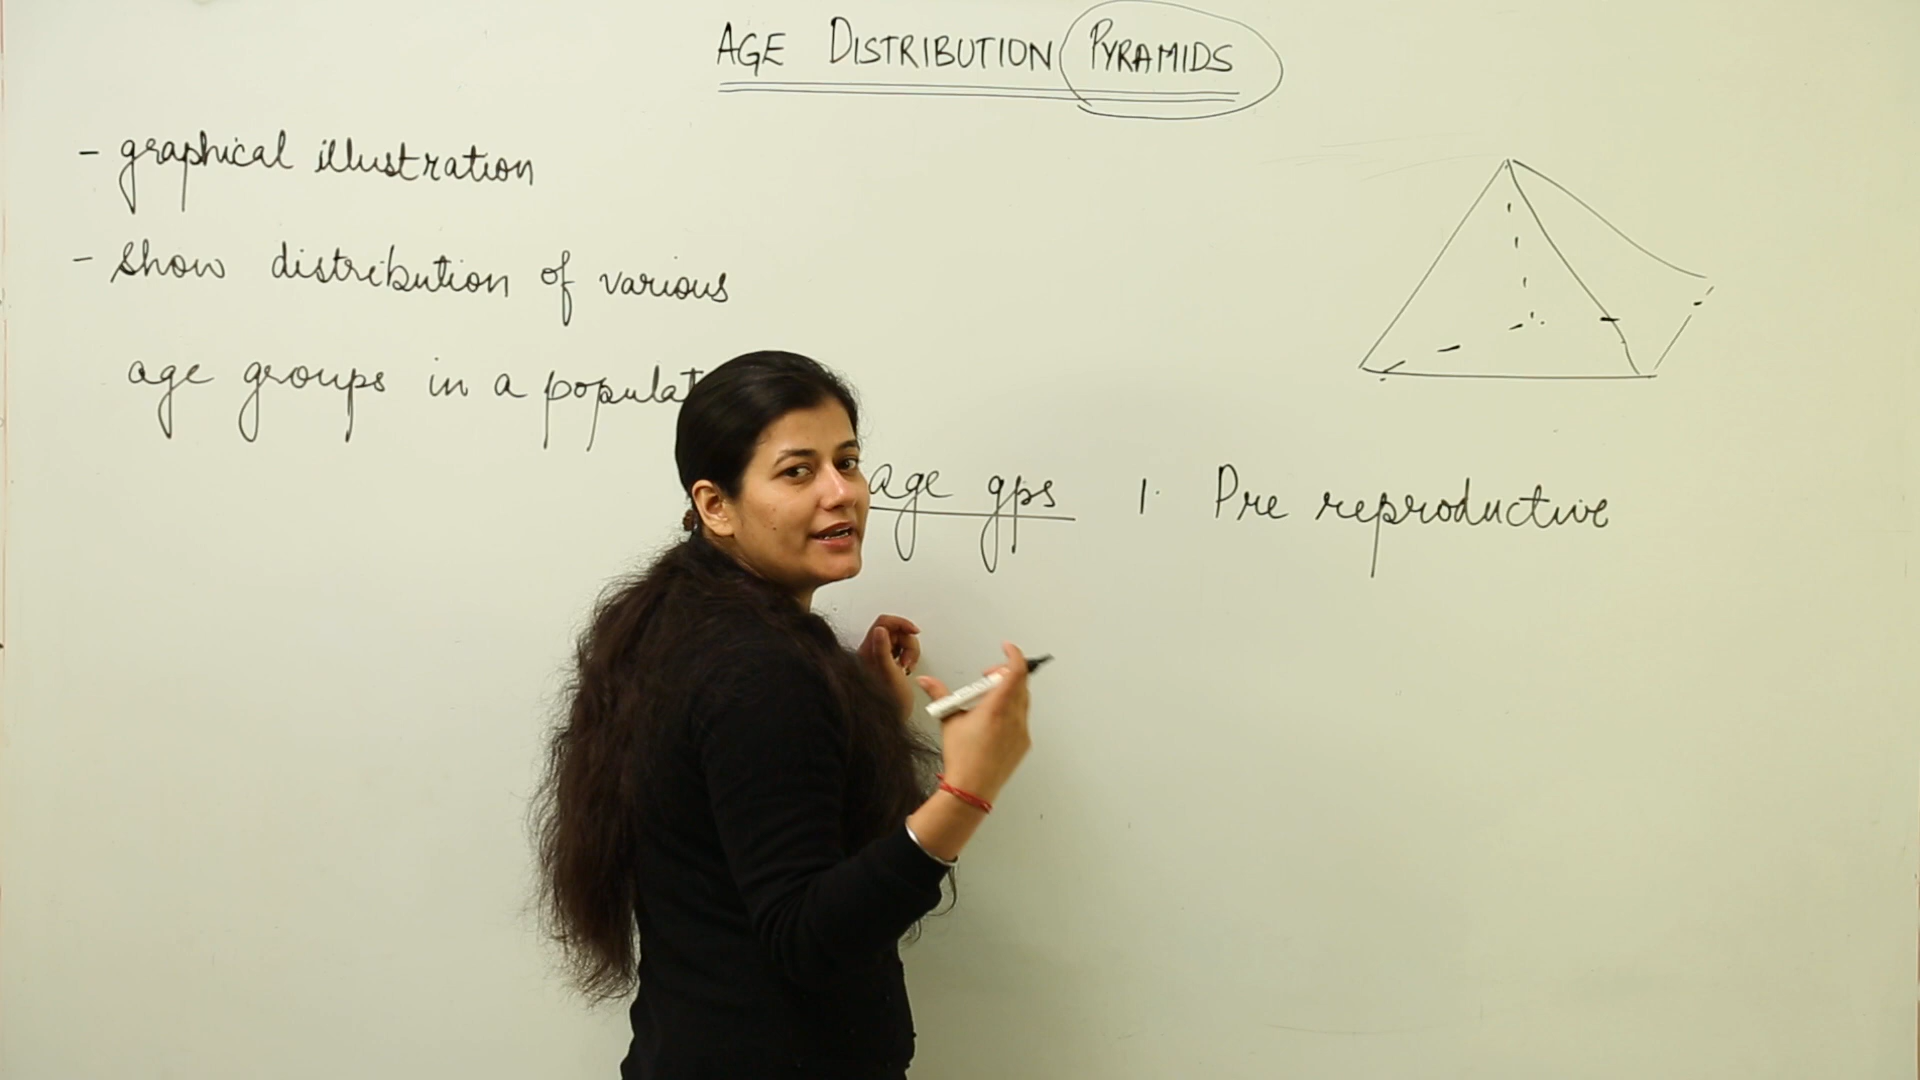 AGE DISTRIBUTION PYRAMIDS
- graphical illustration
- show distribution of various
age groups in a populat
age gps 1. Pre reproductive